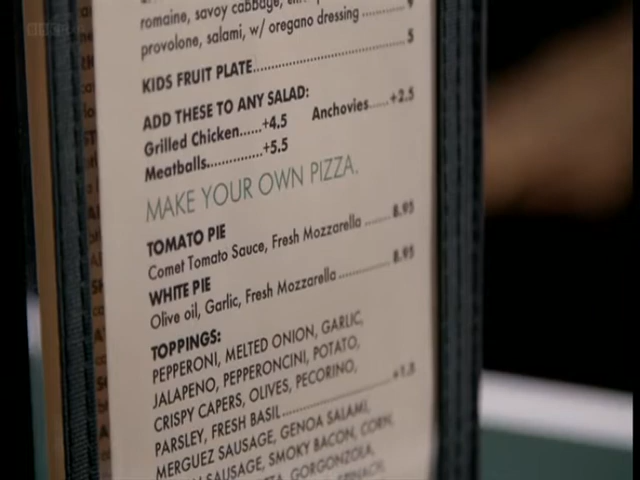 romaine, savoy cabbage,
provolone, salami, w/ oregano dressing ........ 9
KIDS FRUIT PLATE........................ 5
ADD THESE TO ANY SALAD:
Grilled Chicken......+4.5 Anchovies.....+2.5
Meatballs..............+5.5
MAKE YOUR OWN PIZZA.
TOMATO PIE
Comet Tomato Sauce, Fresh Mozzarella ....... 8.95
WHITE PIE
Olive oil, Garlic, Fresh Mozzarella.............. 8.95
TOPPINGS:
PEPPERONI, MELTED ONION, GARLIC,
JALAPENO, PEPPERONCINI, POTATO,
CRISPY CAPERS, OLIVES, PECORINO,
PARSLEY, FRESH BASIL
MERGUEZ SAUSAGE, GENOA SALAMI,
SAUSAGE, SMOKY BACON, CORN,
GORGONZOLA,
SPINACH